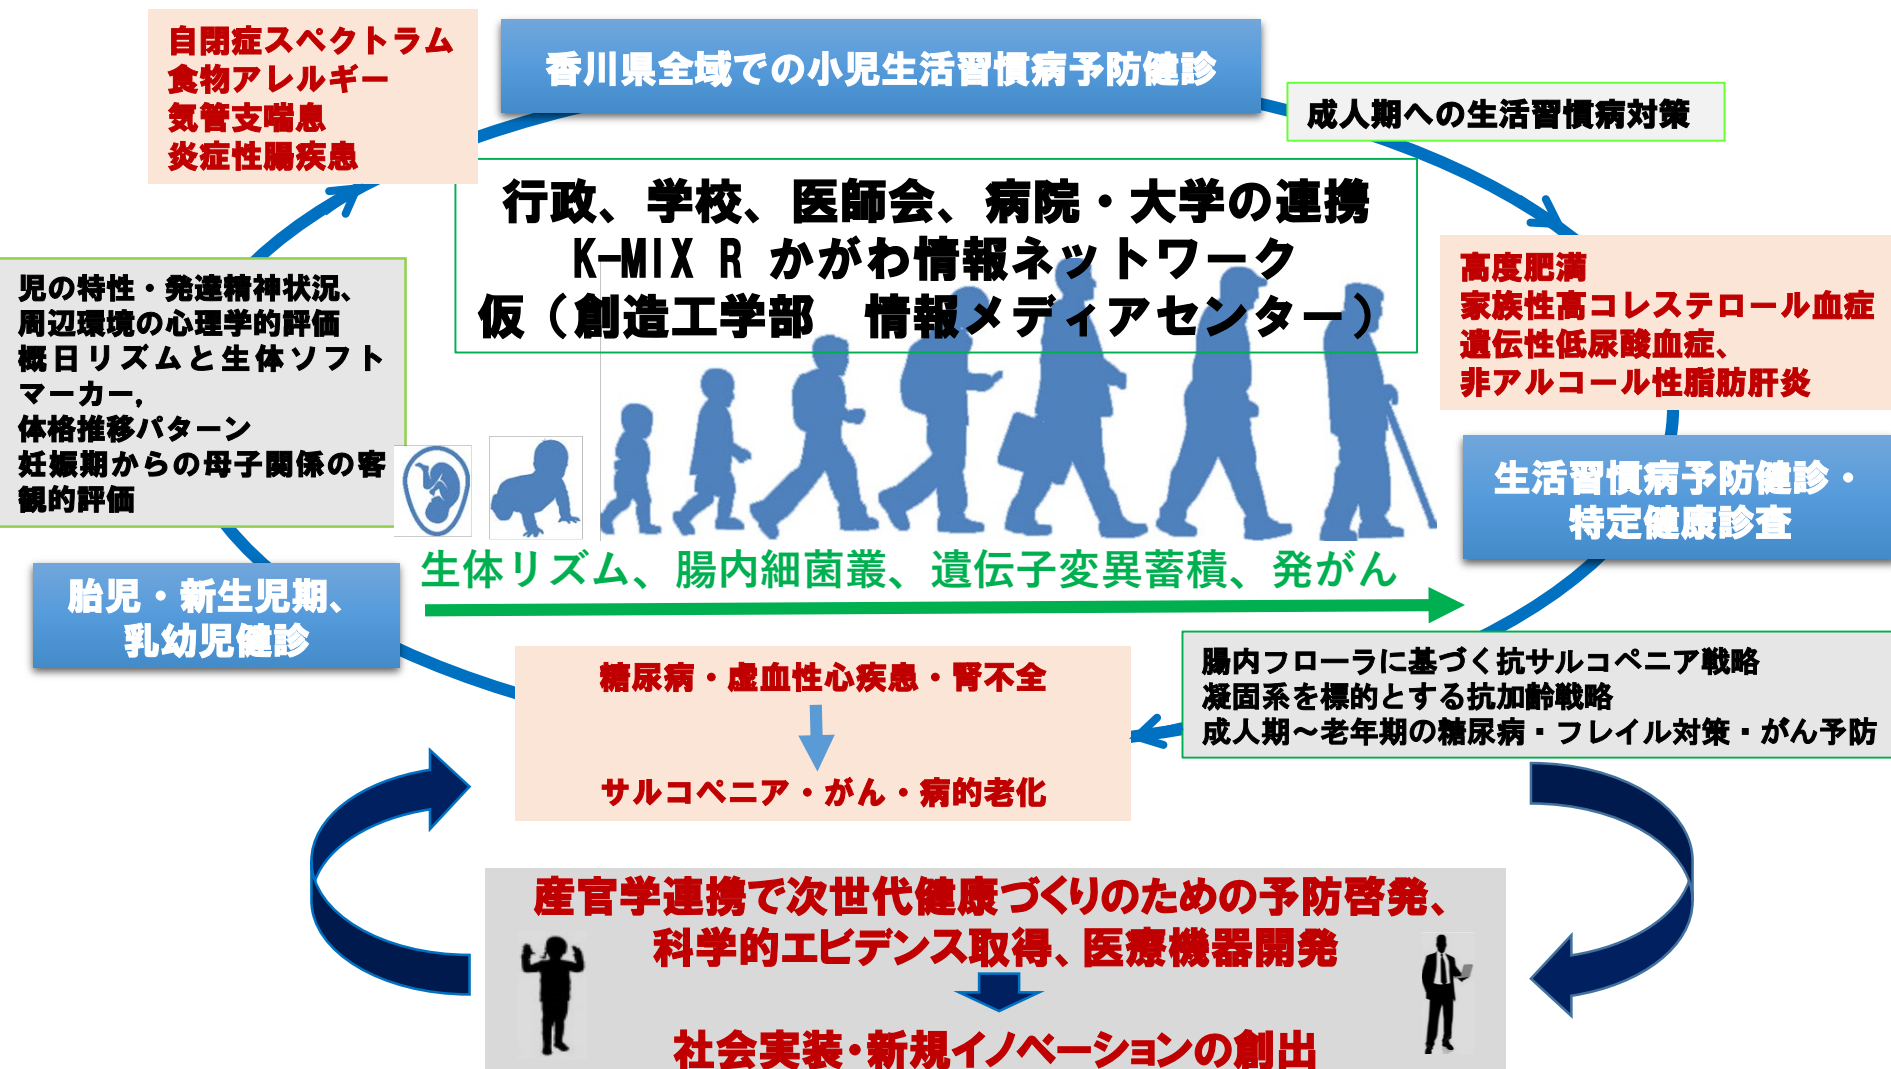 自閉症スペクトラム
食物アレルギー
気管支喘息
炎症性腸疾患
香川県全域での小児生活習慣病予防健診
成人期への生活習慣病対策
行政、学校、医師会、病院・大学の連携
K-MIX R かがわ情報ネットワーク
仮（創造工学部　情報メディアセンター）
高度肥満
家族性高コレステロール血症
遺伝性低尿酸血症、
非アルコール性脂肪肝炎
児の特性・発達精神状況、
周辺環境の心理学的評価
概日リズムと生体ソフト
マーカー,
体格推移パターン
妊娠期からの母子関係の客
観的評価
生活習慣病予防健診・
特定健康診査
生体リズム、腸内細菌叢、遺伝子変異蓄積、発がん
胎児・新生児期、
乳幼児健診
糖尿病・虚血性心疾患・腎不全
サルコペニア・がん・病的老化
腸内フローラに基づく抗サルコペニア戦略
凝固系を標的とする抗加齢戦略
成人期～老年期の糖尿病・フレイル対策・がん予防
産官学連携で次世代健康づくりのための予防啓発、
科学的エビデンス取得、医療機器開発
社会実装・新規イノベーションの創出